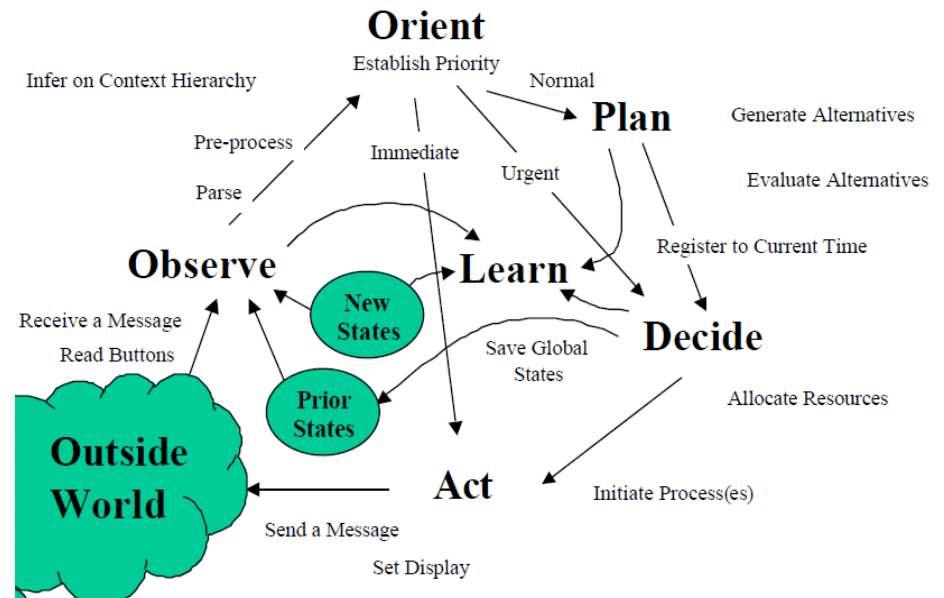 Orient
Establish Priority
Infer on Context Hierarchy
Normal
Plan
Generate Alternatives
Pre-process
Immediate
Urgent
Evaluate Alternatives
Parse
Register to Current Time
Observe
Learn
New
States
Receive a Message
Read Buttons
Decide
Save Global
States
Prior
States
Allocate Resources
Outside
World
Act
Initiate Process(es)
Send a Message
Set Display